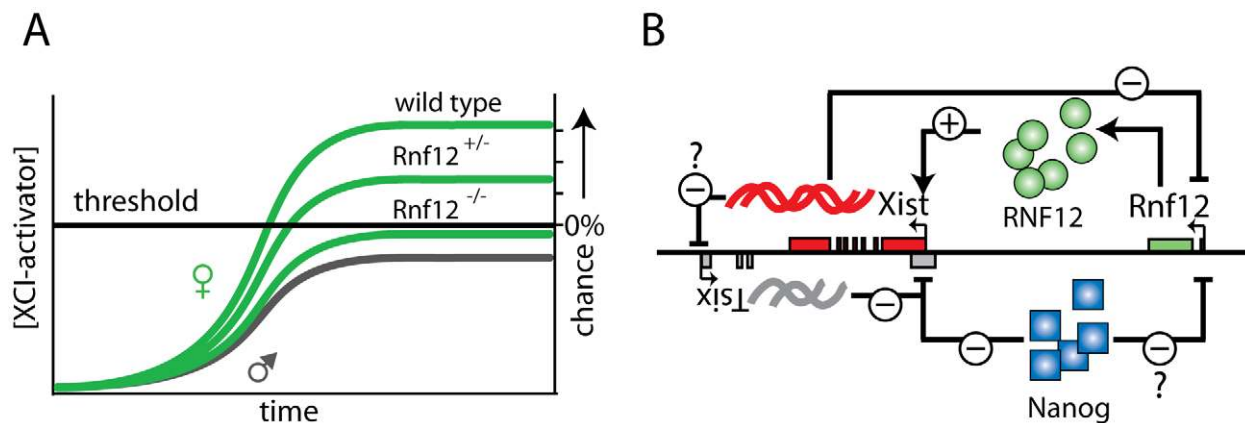 A
[XCI-activator]
threshold
wild type
Rnf12 +/-
Rnf12 -/-
0%
chance
♀
♂
time
B
?
−
+
−
Xist
RNF12
Rnf12
Tsix
−
−
−
?
Nanog